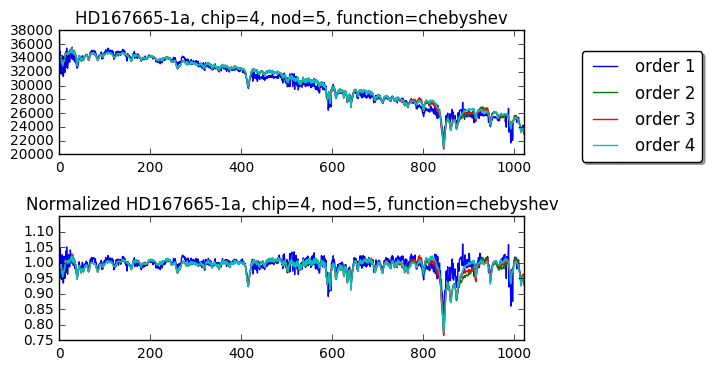 HD167665-1a, chip=4, nod=5, function=chebyshev
38000
36000
34000
32000
30000
28000
26000
24000
22000
20000
0 200 400 600 800 1000
order 1
order 2
order 3
order 4
Normalized HD167665-1a, chip=4, nod=5, function=chebyshev
1.10
1.05
1.00
0.95
0.90
0.85
0.80
0.75
0 200 400 600 800 1000